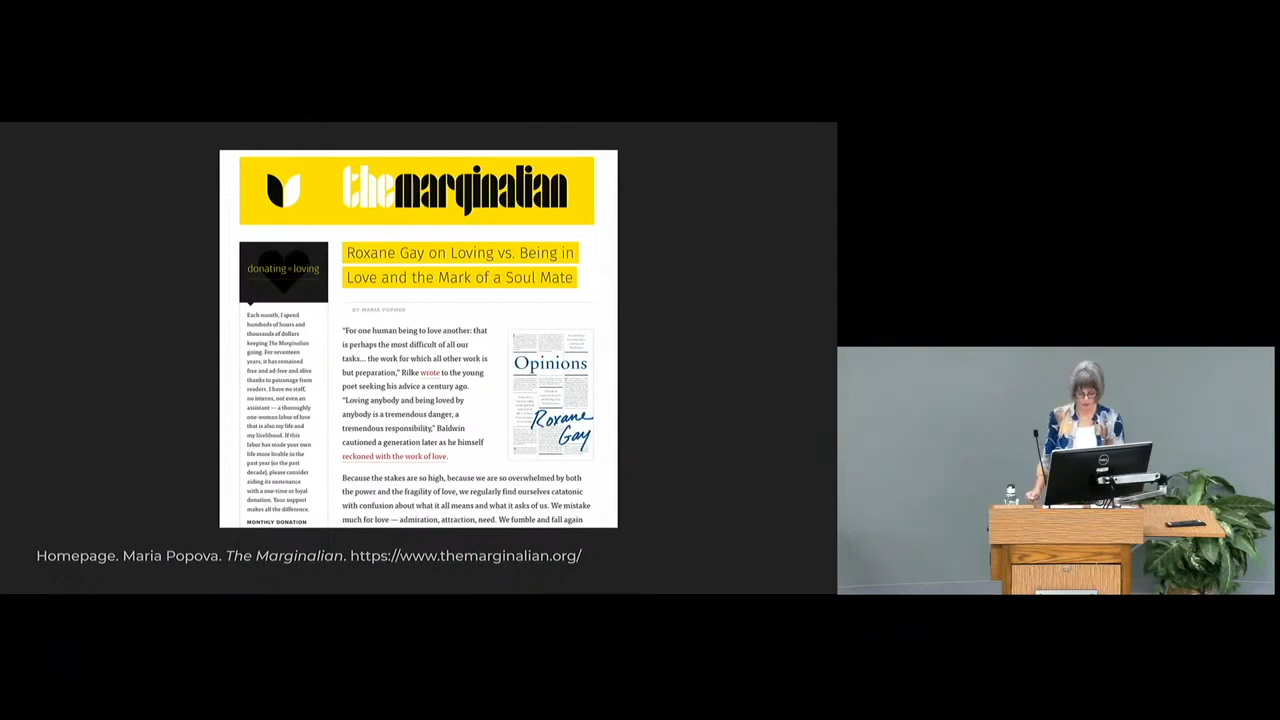 themarginalian
donating=loving
Each month, I spend
hundreds of hours and
thousands of dollars
keeping The Marginalian
going. For seventeen
years, it has remained
free and ad-free and alive
thanks to patronage from
readers. I have no staff,
no interns, not even an
assistant — a thoroughly
one-woman labor of love
that is also my life and
my livelihood. If this
labor has made your own
life more livable in the
past year (or the past
decade), please consider
aiding its sustenance
with a one-time or loyal
donation. Your support
makes all the difference.
MONTHLY DONATION
Roxane Gay on Loving vs. Being in
Love and the Mark of a Soul Mate
BY MARIA POPOVA
"For one human being to love another: that
is perhaps the most difficult of all our
tasks... the work for which all other work is
but preparation," Rilke wrote to the young
poet seeking his advice a century ago.
"Loving anybody and being loved by
anybody is a tremendous danger, a
tremendous responsibility," Baldwin
cautioned a generation later as he himself
reckoned with the work of love.
Opinions
Roxane
Gay
Because the stakes are so high, because we are so overwhelmed by both
the power and the fragility of love, we regularly find ourselves catatonic
with confusion about what it all means and what it asks of us. We mistake
much for love — admiration, attraction, need. We fumble and fall again
Homepage. Maria Popova. The Marginalian. https://www.themarginalian.org/
DELL